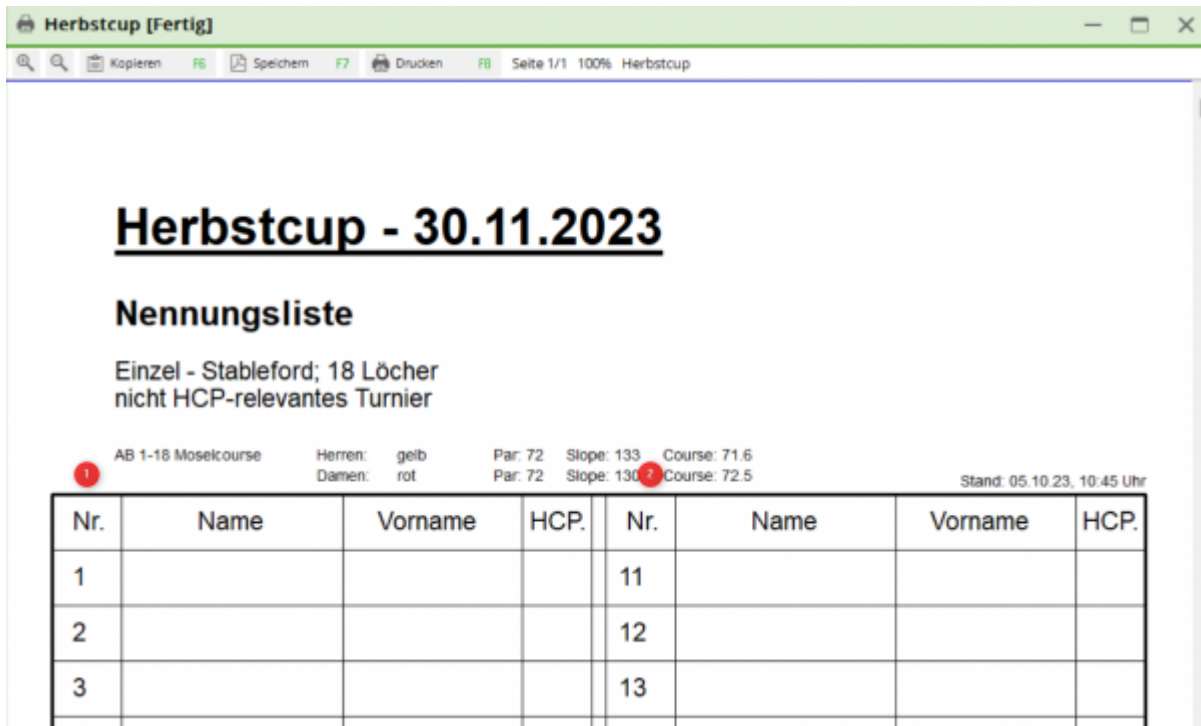 Herbstcup [Fertig]
Kopieren F6 Speichern F7 Drucken F8 Seite 1/1 100% Herbstcup
Herbstcup - 30.11.2023
Nennungsliste
Einzel - Stableford; 18 Löcher
nicht HCP-relevantes Turnier
AB 1-18 Moselcourse Herren: gelb Par: 72 Slope: 133 Course: 71.6
1 Damen: rot Par: 72 Slope: 130 2 Course: 72.5 Stand: 05.10.23, 10:45 Uhr
Nr. Name Vorname HCP. Nr. Name Vorname HCP.
1 11
2 12
3 13